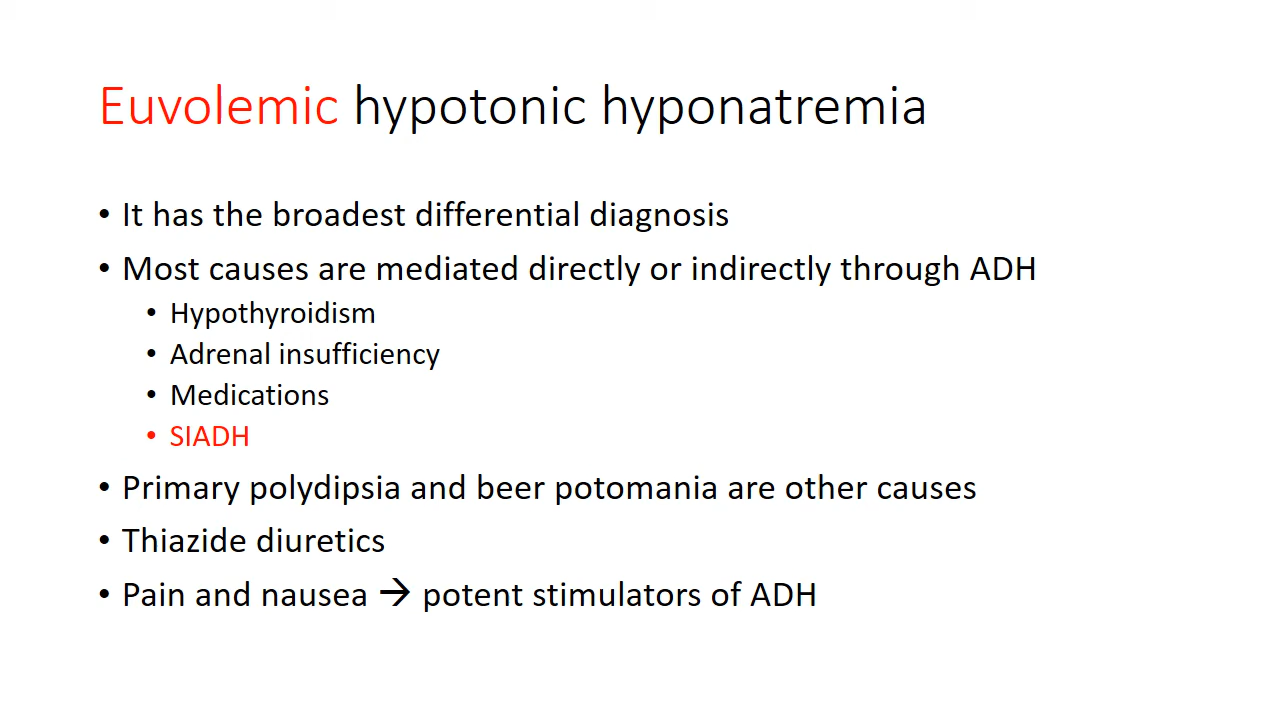 Euvolemic hypotonic hyponatremia
• It has the broadest differential diagnosis
• Most causes are mediated directly or indirectly through ADH
• Hypothyroidism
• Adrenal insufficiency
• Medications
• SIADH
• Primary polydipsia and beer potomania are other causes
• Thiazide diuretics
• Pain and nausea → potent stimulators of ADH